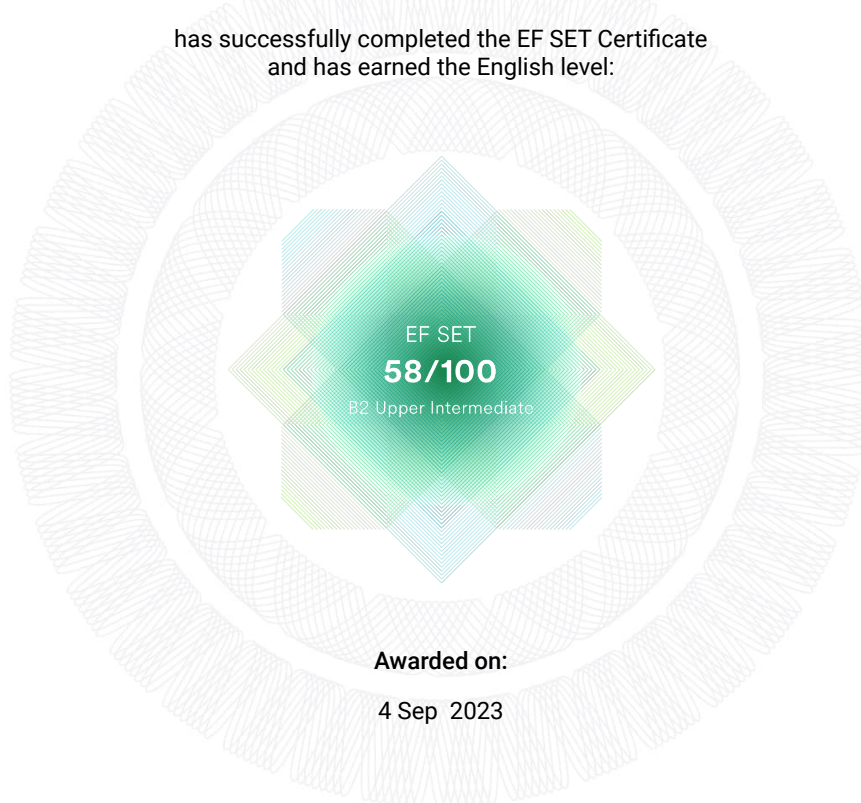 has successfully completed the EF SET Certificate
and has earned the English level:
EF SET
58/100
B2 Upper Intermediate
Awarded on:
4 Sep 2023